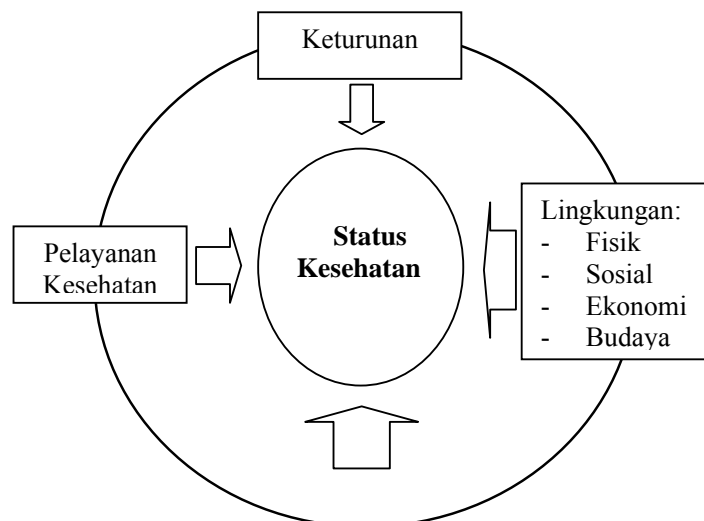 Keturunan
Pelayanan
Kesehatan
Status
Kesehatan
Lingkungan:
- Fisik
- Sosial
- Ekonomi
- Budaya